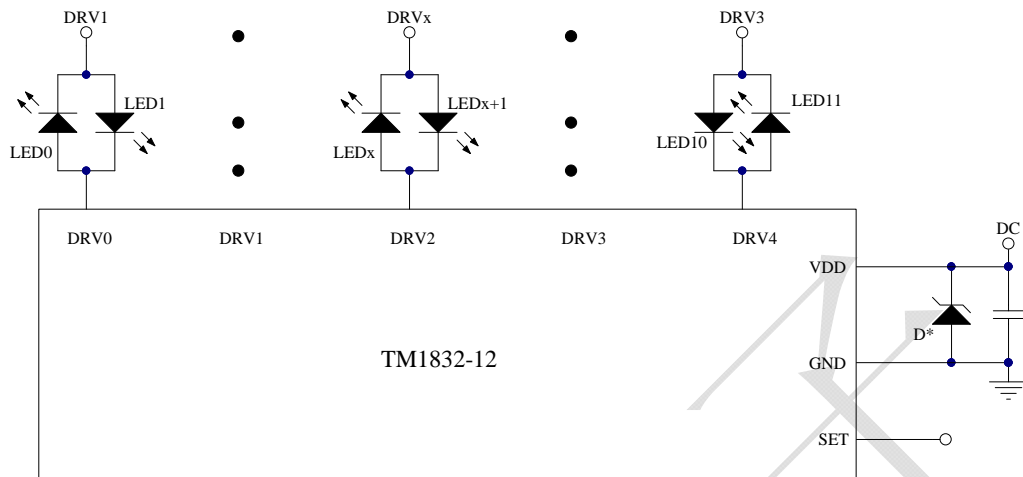 DRV1 DRVx DRV3
LED1 LEDx+1 LED11
LED0 LEDx LED10
DRV0 DRV1 DRV2 DRV3 DRV4
DC
VDD
D*
TM1832-12
GND
SET